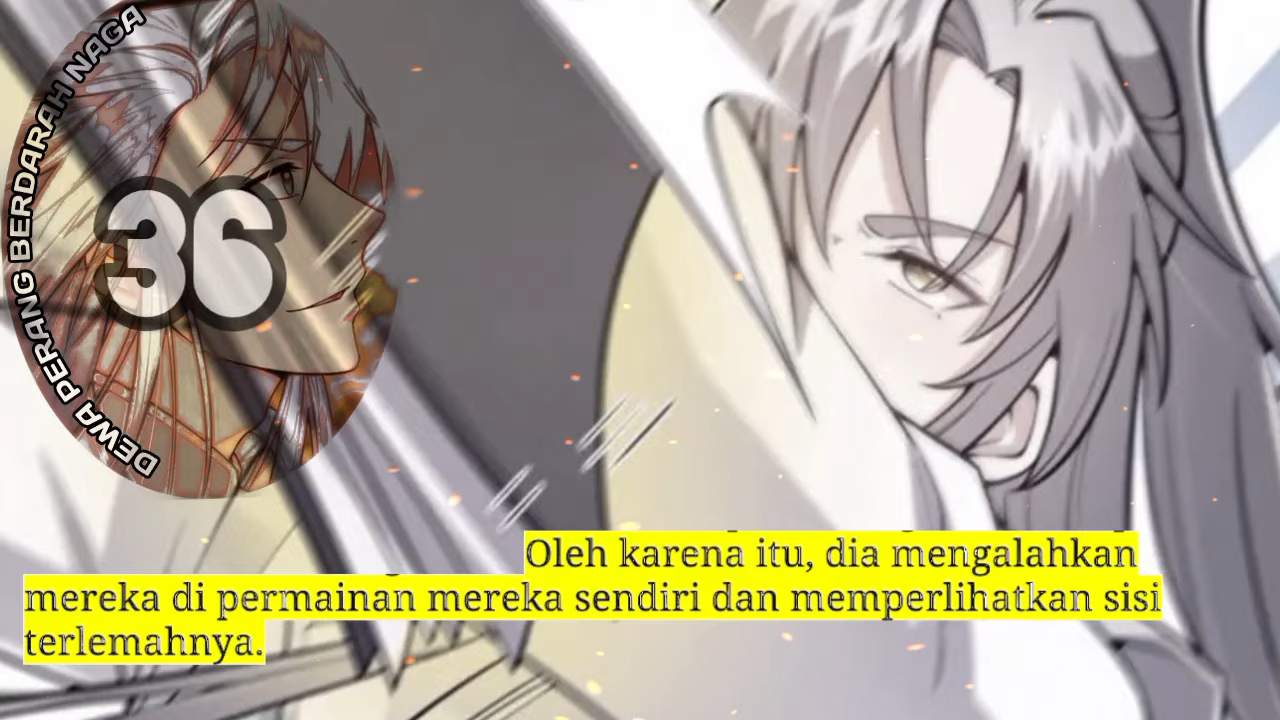 DEWA PERANG BERDARAH NAGA
36
Oleh karena itu, dia mengalahkan
mereka di permainan mereka sendiri dan memperlihatkan sisi
terlemahnya.